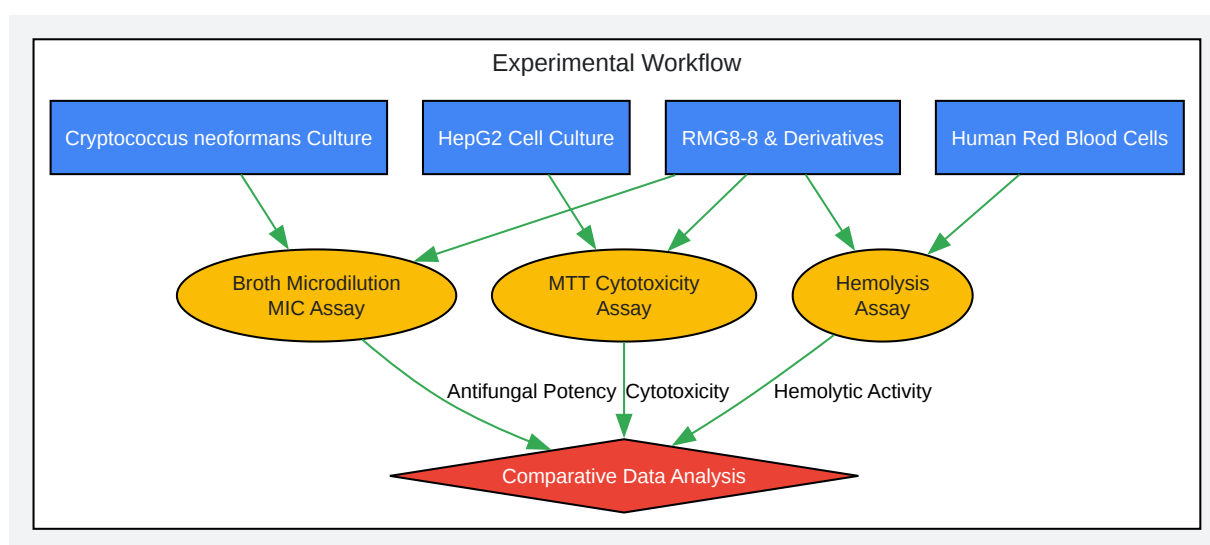 Experimental Workflow
Cryptococcus neoformans Culture
HepG2 Cell Culture
RMG8-8 & Derivatives
Human Red Blood Cells
Broth Microdilution
MIC Assay
MTT Cytotoxicity
Assay
Hemolysis
Assay
Antifungal Potency
Cytotoxicity
Hemolytic Activity
Comparative Data Analysis